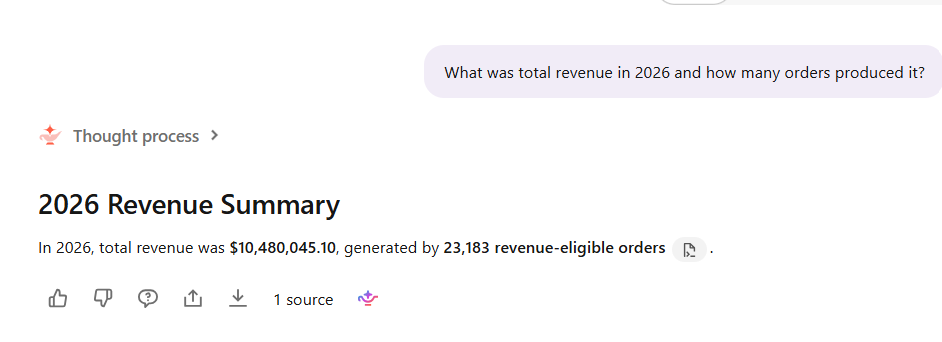 What was total revenue in 2026 and how many orders produced it?
Thought process
2026 Revenue Summary
In 2026, total revenue was $10,480,045.10, generated by 23,183 revenue-eligible orders .
1 source